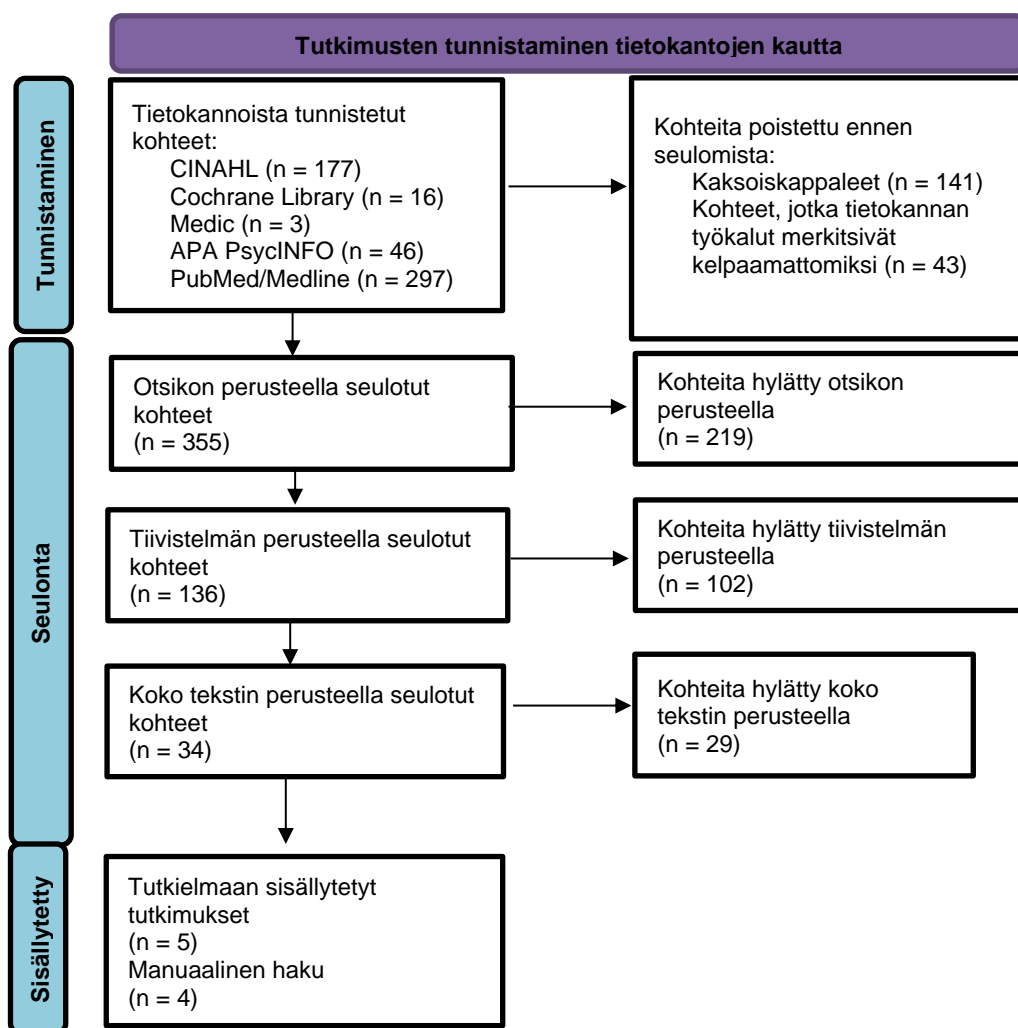 Tutkimusten tunnistaminen tietokantojen kautta
Tunnistaminen
Tietokannoista tunnistetut
kohteet:
CINAHL (n = 177)
Cochrane Library (n = 16)
Medic (n = 3)
APA PsycINFO (n = 46)
PubMed/Medline (n = 297)
Kohteita poistettu ennen
seulomista:
Kaksoiskappaleet (n = 141)
Kohteet, jotka tietokannan
työkalut merkitsivät
kelpaamattomiksi (n = 43)
Seulonta
Otsikon perusteella seulotut
kohteet
(n = 355)
Kohteita hylätty otsikon
perusteella
(n = 219)
Tiivistelmän perusteella seulotut
kohteet
(n = 136)
Kohteita hylätty tiivistelmän
perusteella
(n = 102)
Koko tekstin perusteella seulotut
kohteet
(n = 34)
Kohteita hylätty koko
tekstin perusteella
(n = 29)
Sisällytetty
Tutkielmaan sisällytetyt
tutkimukset
(n = 5)
Manuaalinen haku
(n = 4)